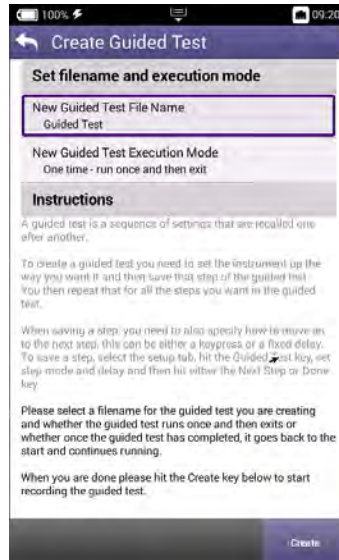 100%
09:20
Create Guided Test
Set filename and execution mode
New Guided Test File Name
Guided Test
New Guided Test Execution Mode
One time - run once and then exit
Instructions
A guided test is a sequence of settings that are recalled one
after another.
To create a guided test you need to set the instrument up the
way you want it and then save that step of the guided test.
You then repeat that for all the steps you want in the guided
test.
When saving a step, you need to also specify how to move on
to the next step, this can be either a keypress or a fixed delay.
To save a step, select the setup tab, hit the Guided Test key, set
step mode and delay and then hit either the Next Step or Done
key.
Please select a filename for the guided test you are creating
and whether the guided test runs once and then exits or
whether once the guided test has completed, it goes back to the
start and continues running.
When you are done please hit the Create key below to start
recording the guided test.
Create